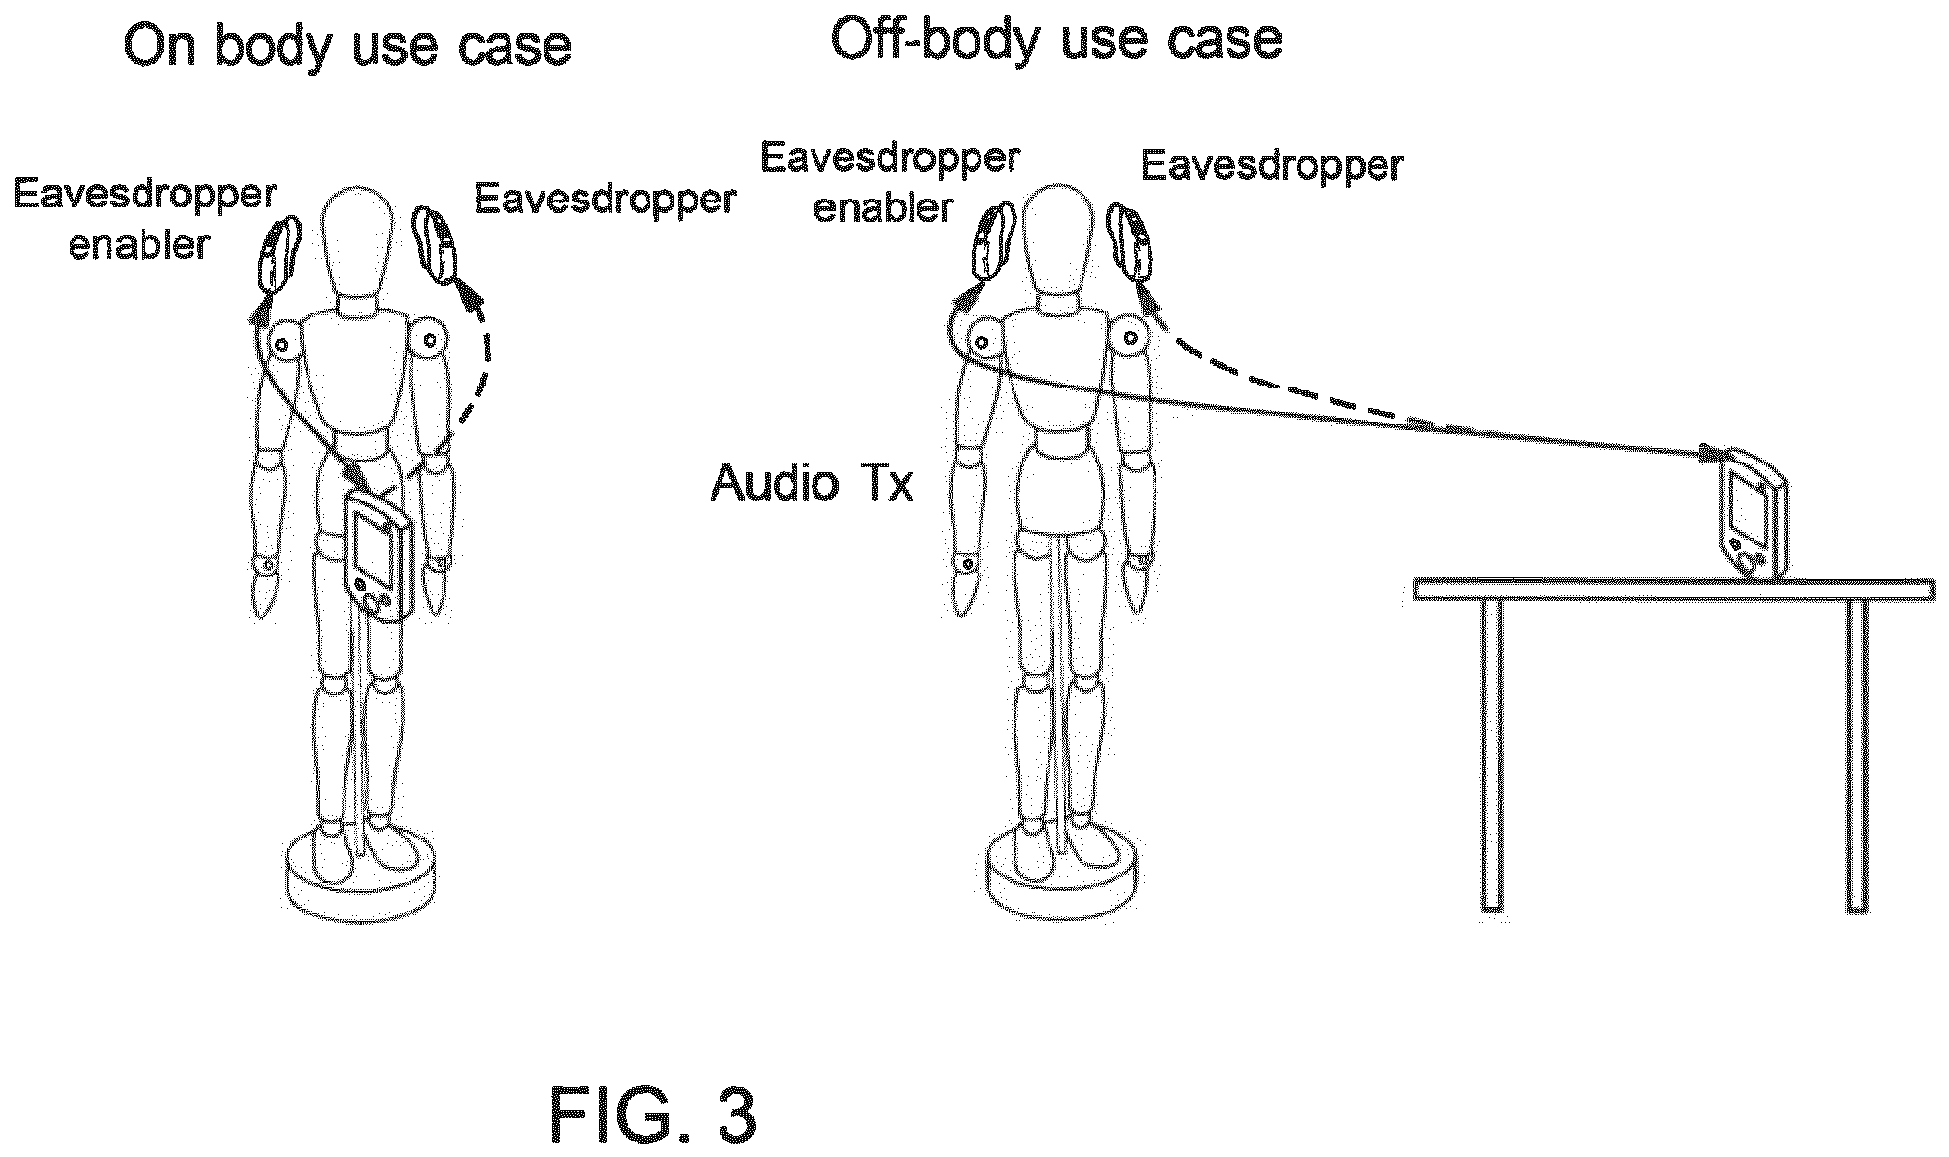 On body use case
Off-body use case
Eavesdropper
enabler
Eavesdropper
Eavesdropper
enabler
Eavesdropper
Audio Tx
FIG. 3